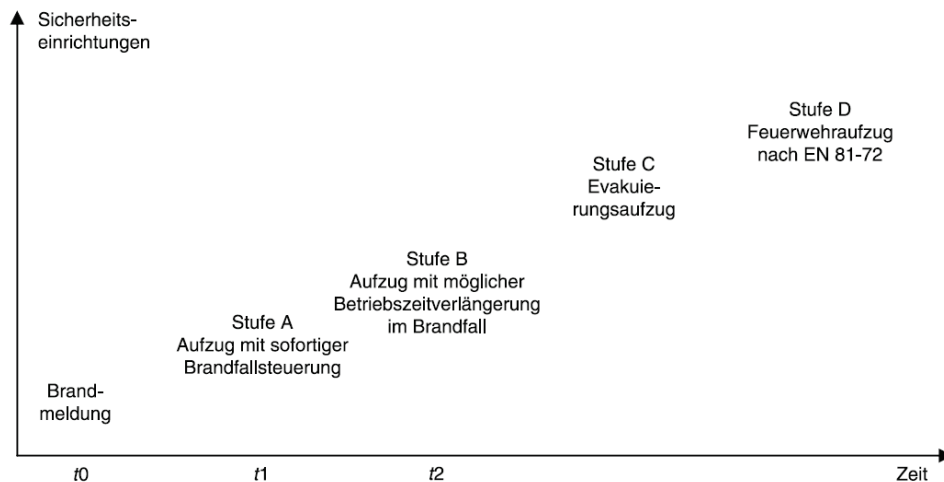 Sicherheits-
einrichtungen
Stufe D
Feuerwehraufzug
nach EN 81-72
Stufe C
Evakuie-
rungsaufzug
Stufe B
Aufzug mit möglicher
Betriebszeitverlängerung
im Brandfall
Stufe A
Aufzug mit sofortiger
Brandfallsteuerung
Brand-
meldung
t0 t1 t2 Zeit